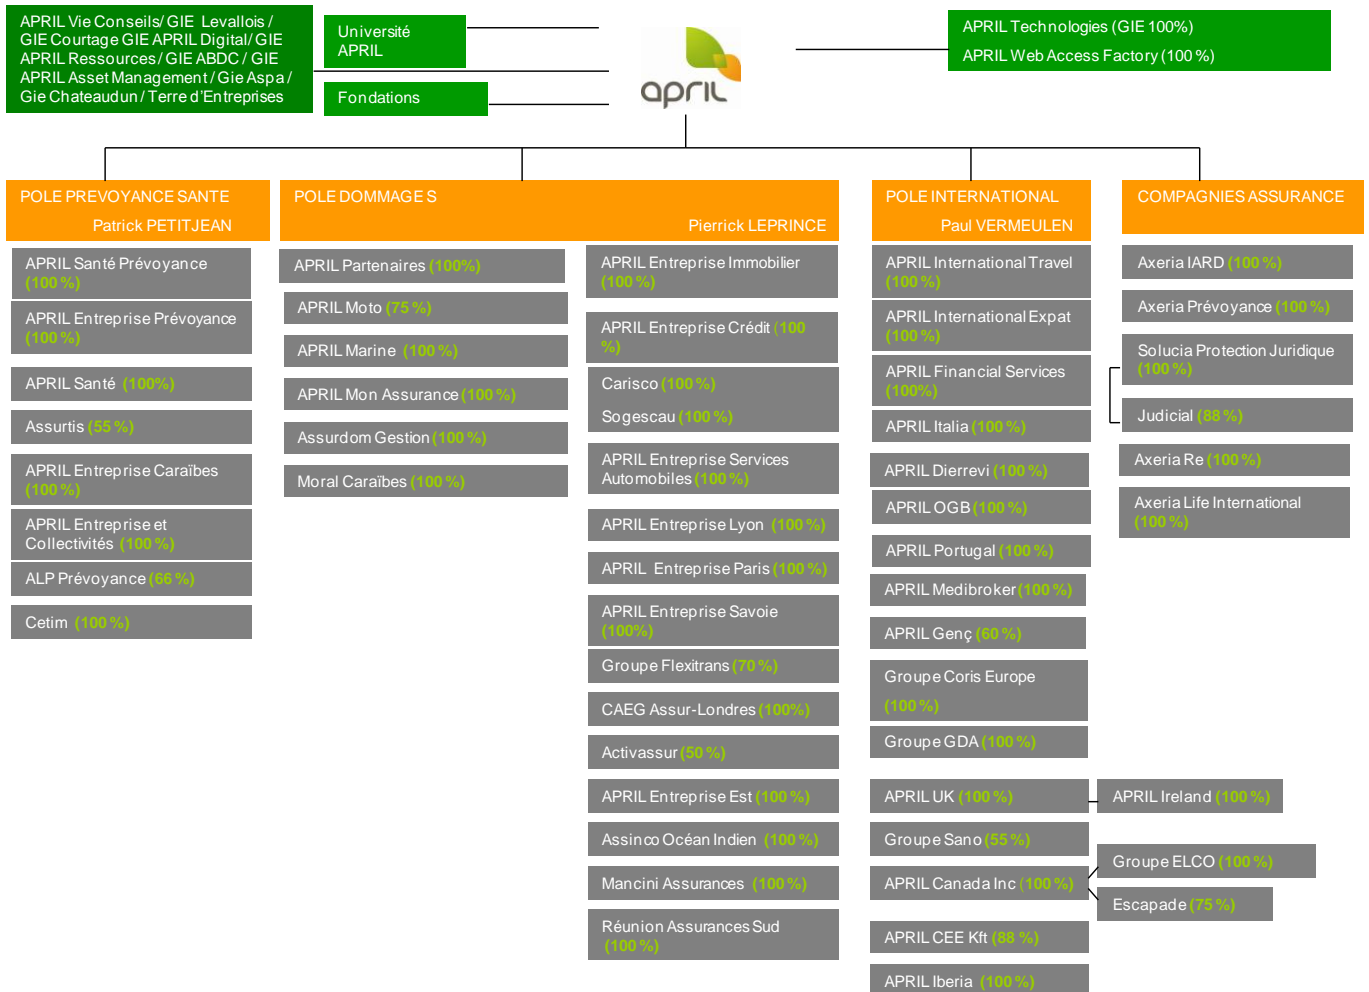 APRIL Vie Conseils/ GIE Levallois /
GIE Courtage GIE APRIL Digital/ GIE
APRIL Ressources/ GIE ABDC / GIE
APRIL Asset Management / Gie Aspa /
Gie Chateaudun / Terre d'Entreprises
Université
APRIL
Fondations
april
APRIL Technologies (GIE 100%)
APRIL Web Access Factory (100 %)
POLE PREVOYANCE SANTE
Patrick PETITJEAN
APRIL Santé Prévoyance
(100 %)
APRIL Entreprise Prévoyance
(100 %)
APRIL Santé (100%)
Assurtis (55 %)
APRIL Entreprise Caraïbes
(100 %)
APRIL Entreprise et
Collectivités (100 %)
ALP Prévoyance (66 %)
Cetim (100 %)
POLE DOMMAGE S
Pierrick LEPRINCE
APRIL Partenaires (100%)
APRIL Moto (75 %)
APRIL Marine (100 %)
APRIL Mon Assurance (100 %)
Assurdom Gestion (100 %)
Moral Caraïbes (100 %)
APRIL Entreprise Immobilier
(100 %)
APRIL Entreprise Crédit (100
%)
Carisco (100 %)
Sogescau (100 %)
APRIL Entreprise Services
Automobiles (100 %)
APRIL Entreprise Lyon (100 %)
APRIL Entreprise Paris (100 %)
APRIL Entreprise Savoie
(100%)
Groupe Flexitrans (70 %)
CAEG Assur-Londres (100%)
Activassur (50 %)
APRIL Entreprise Est (100 %)
Assinco Océan Indien (100 %)
Mancini Assurances (100 %)
Réunion Assurances Sud
(100 %)
POLE INTERNATIONAL
Paul VERMEULEN
APRIL International Travel
(100 %)
APRIL International Expat
(100 %)
APRIL Financial Services
(100%)
APRIL Italia (100 %)
APRIL Dierrevi (100 %)
APRIL OGB (100 %)
APRIL Portugal (100 %)
APRIL Medibroker (100 %)
APRIL Genç (60 %)
Groupe Coris Europe
(100 %)
Groupe GDA (100 %)
APRIL UK (100 %)
APRIL Ireland (100 %)
Groupe Sano (55 %)
APRIL Canada Inc (100 %)
Groupe ELCO (100 %)
Escapade (75 %)
APRIL CEE Kft (88 %)
APRIL Iberia (100 %)
COMPAGNIES ASSURANCE
Axeria IARD (100 %)
Axeria Prévoyance (100 %)
Solucia Protection Juridique
(100 %)
Judicial (88 %)
Axeria Re (100 %)
Axeria Life International
(100 %)